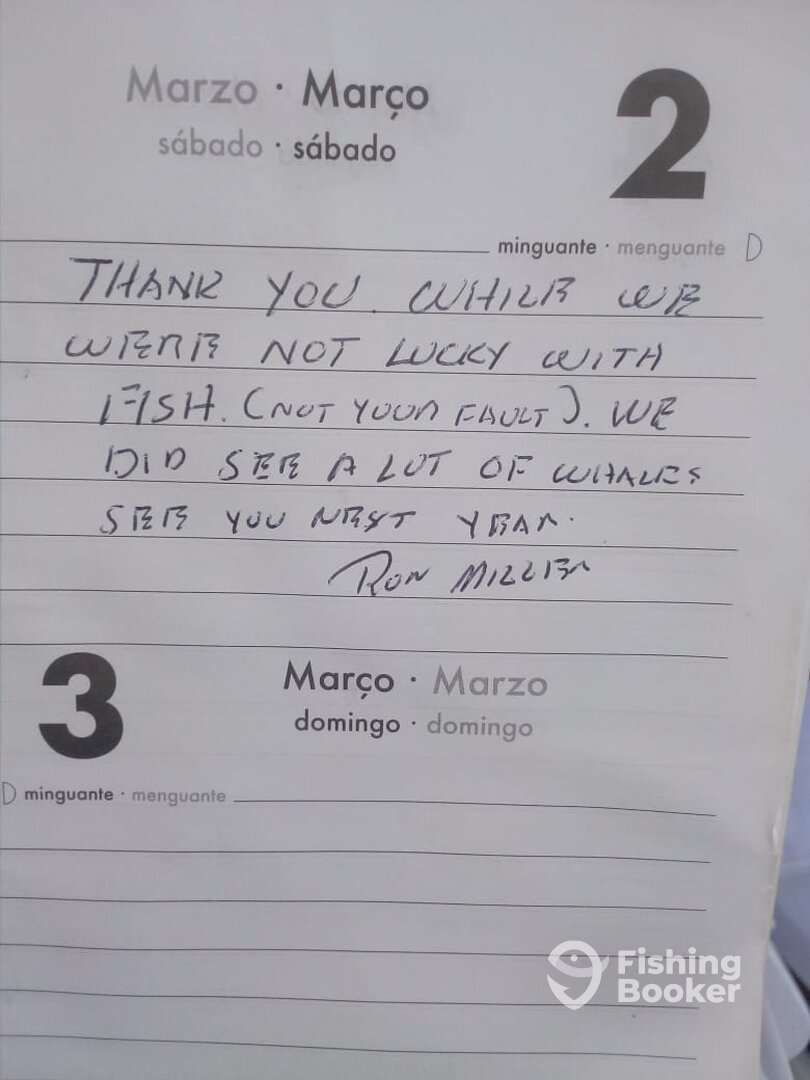 Marzo · Março
sábado · sábado
2
minguante · menguante
THANK YOU. WHILE WE
WERE NOT LUCKY WITH
FISH. (NOT YOUR FAULT). WE
DID SEE A LOT OF WHALES
SEE YOU NEXT YEAR.
RON MILLER
3
Março · Marzo
domingo · domingo
minguante · menguante
Fishing
Booker